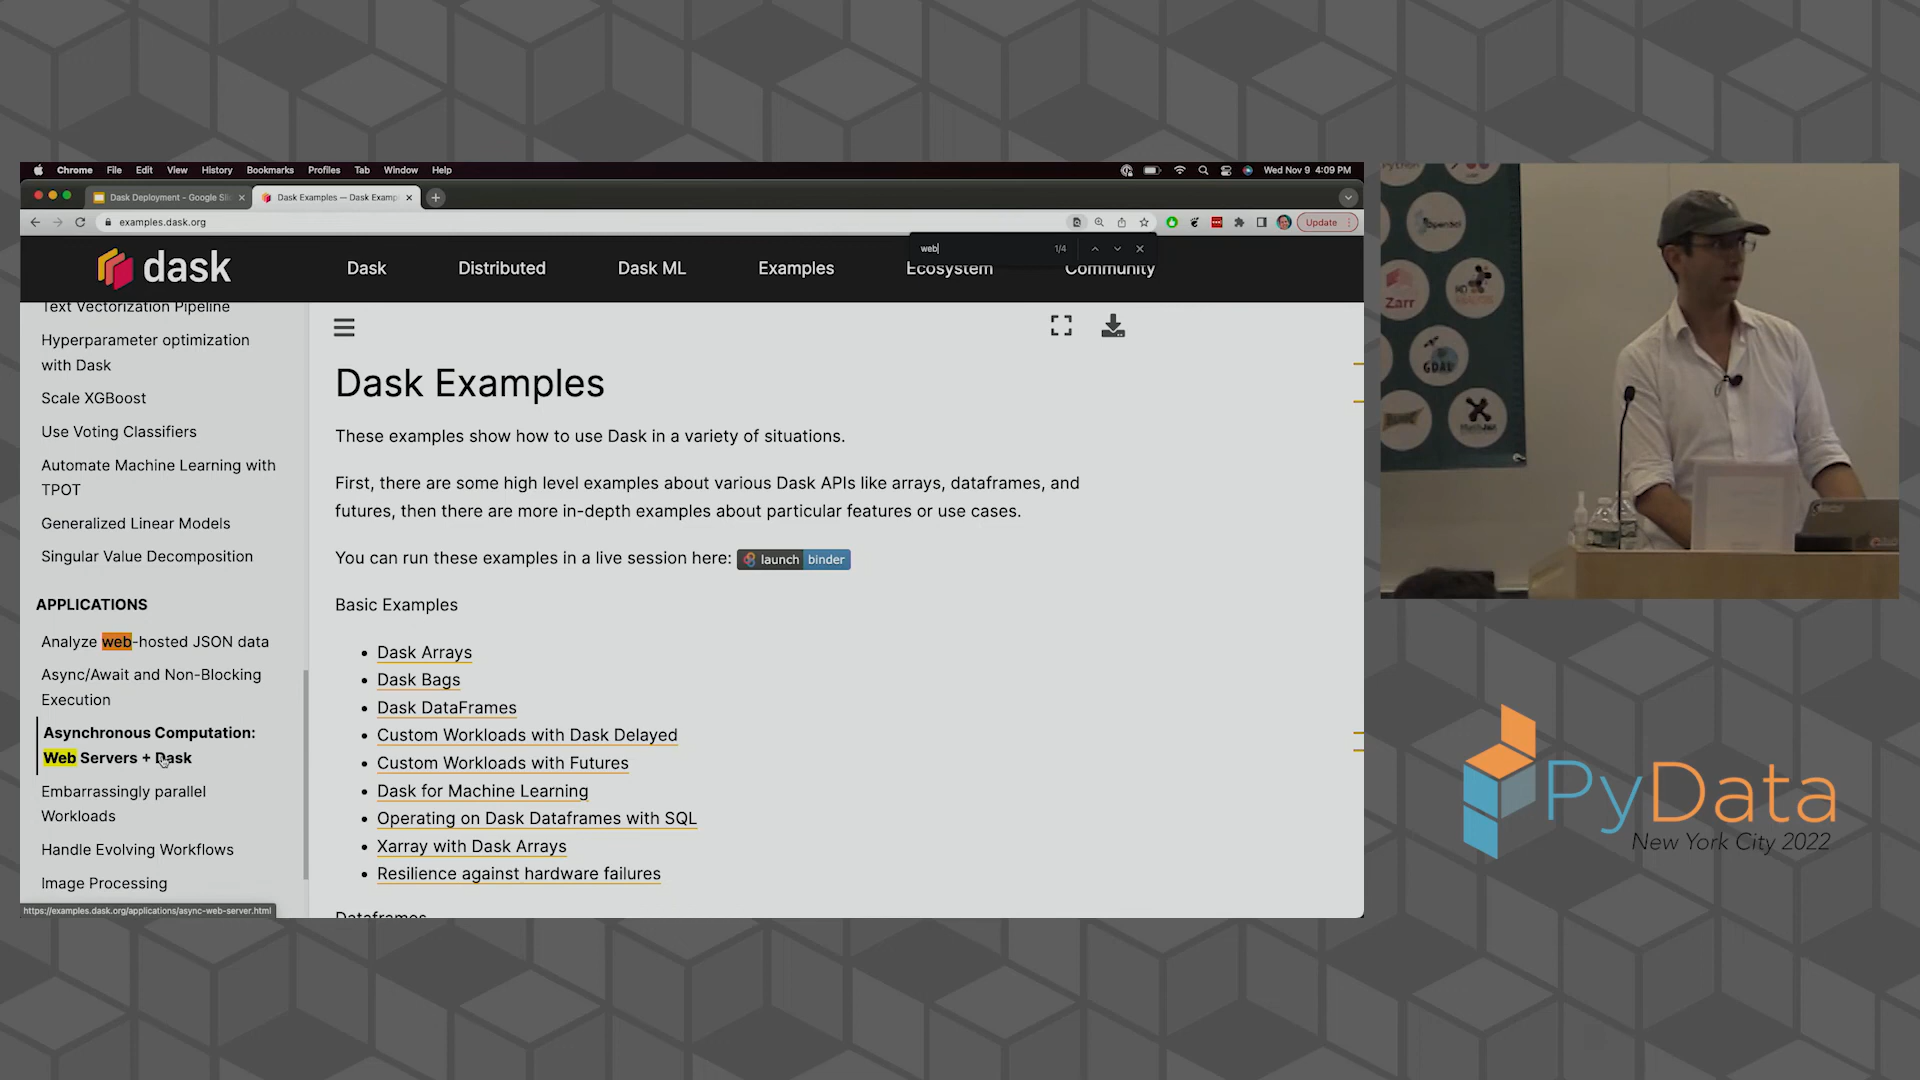 Chrome File Edit View History Bookmarks Profiles Tab Window Help
Wed Nov 9 4:09 PM
Dask Deployment - Google Sli
Dask Examples — Dask Examp
examples.dask.org
Update
web
1/4
dask
Dask
Distributed
Dask ML
Examples
Ecosystem
Community
Text Vectorization Pipeline
Hyperparameter optimization
with Dask
Scale XGBoost
Use Voting Classifiers
Automate Machine Learning with
TPOT
Generalized Linear Models
Singular Value Decomposition
APPLICATIONS
Analyze web-hosted JSON data
Async/Await and Non-Blocking
Execution
Asynchronous Computation:
Web Servers + Dask
Embarrassingly parallel
Workloads
Handle Evolving Workflows
Image Processing
https://examples.dask.org/applications/async-web-server.html
Dask Examples
These examples show how to use Dask in a variety of situations.
First, there are some high level examples about various Dask APIs like arrays, dataframes, and
futures, then there are more in-depth examples about particular features or use cases.
You can run these examples in a live session here: launch binder
Basic Examples
Dask Arrays
Dask Bags
Dask DataFrames
Custom Workloads with Dask Delayed
Custom Workloads with Futures
Dask for Machine Learning
Operating on Dask Dataframes with SQL
Xarray with Dask Arrays
Resilience against hardware failures
Dataframes
Zarr
GDAL
MathJax
PyData
New York City 2022